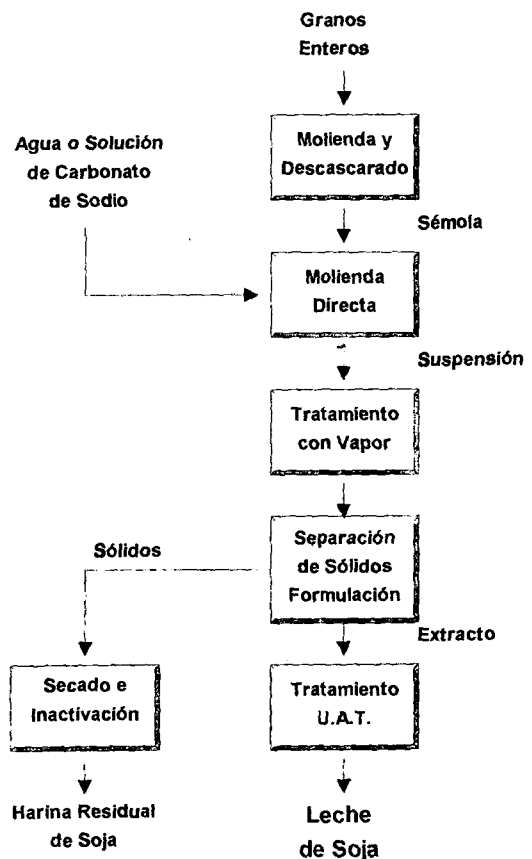 Granos
Enteros
Agua o Solución
de Carbonato
de Sodio
Molienda y
Descascarado
Sémola
Molienda
Directa
Suspensión
Tratamiento
con Vapor
Sólidos
Separación
de Sólidos
Formulación
Extracto
Secado e
Inactivación
Tratamiento
U.A.T.
Harina Residual
de Soja
Leche
de Soja